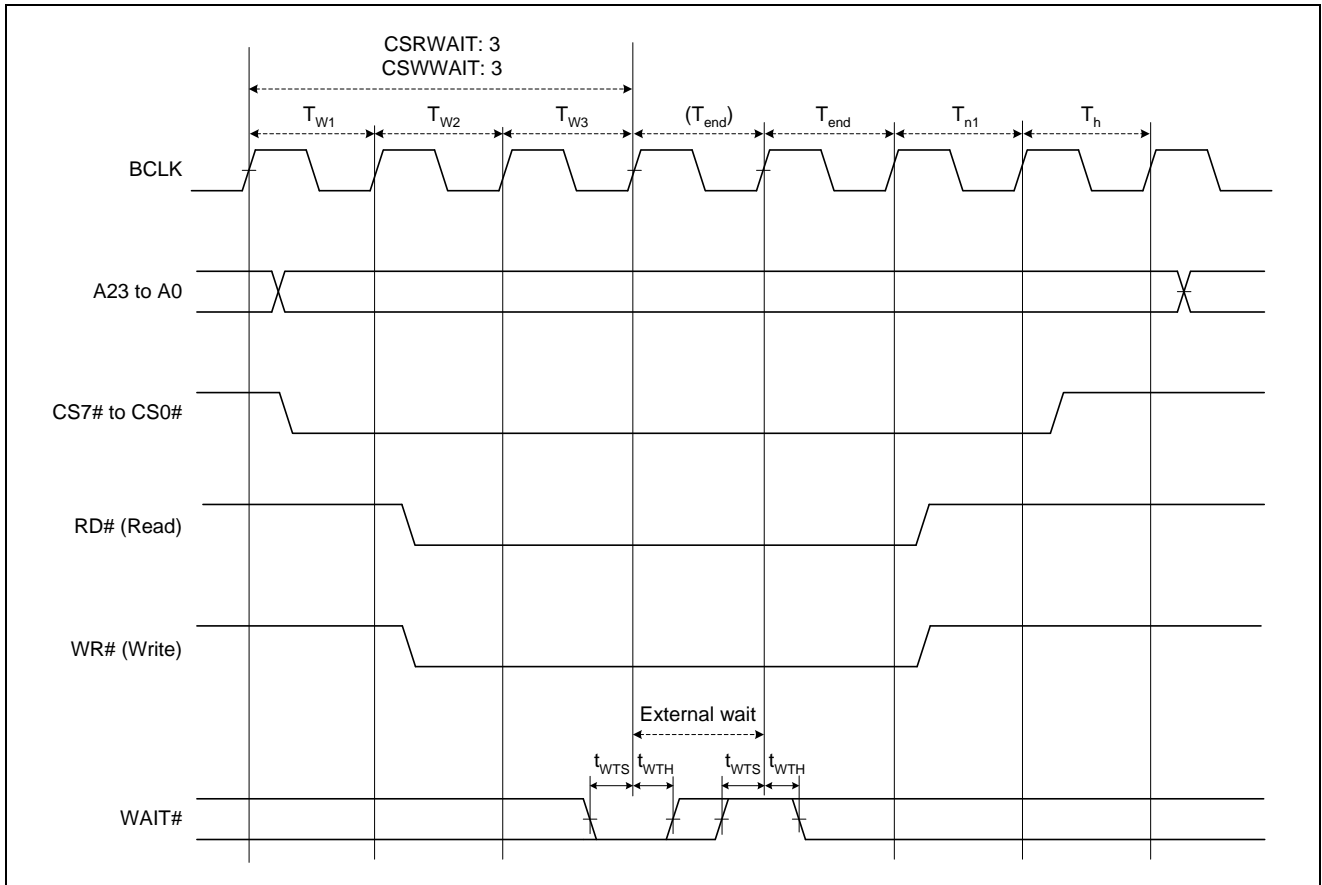 CSRWAIT: 3
CSWWAIT: 3
TW1 TW2 TW3 (Tend) Tend Tn1 Th
BCLK
A23 to A0
CS7# to CS0#
RD# (Read)
WR# (Write)
External wait
tWTS tWTH tWTS tWTH
WAIT#